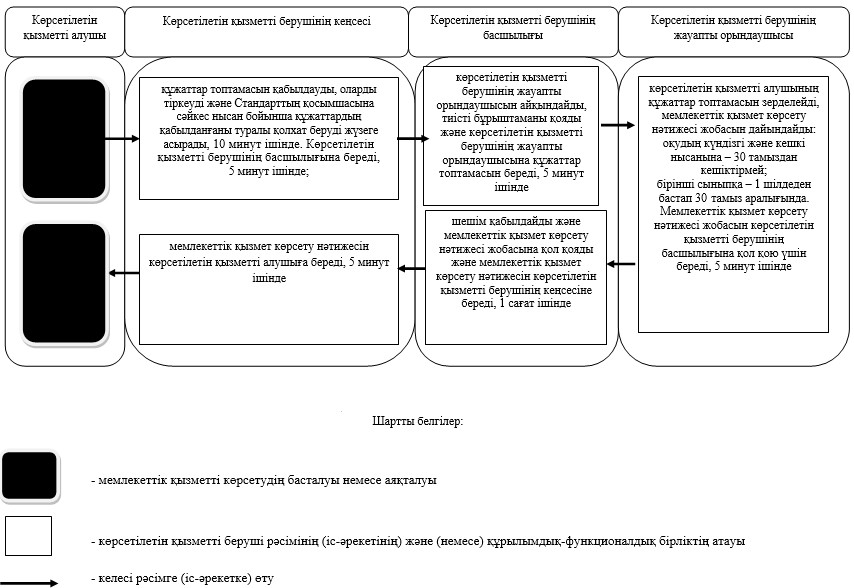 Көрсетілетін
қызметті алушы
Көрсетілетін қызметті берушінің кеңсесі
Көрсетілетін қызметті берушінің
басшылығы
Көрсетілетін қызметті берушінің
жауапты орындаушысы
құжаттар топтамасын қабылдауды, оларды
тіркеуді және Стандарттың қосымшасына
сәйкес нысан бойынша құжаттардың
қабылданғаны туралы қолхат беруді жүзеге
асырады, 10 минут ішінде. Көрсетілетін
қызметті берушінің басшылығына береді,
5 минут ішінде;
көрсетілетін қызметті
берушінің жауапты
орындаушысын айқындайды,
тиісті бұрыштаманы қояды
және көрсетілетін қызметті
берушінің жауапты
орындаушысына құжаттар
топтамасын береді, 5 минут
ішінде
көрсетілетін қызметті алушының
құжаттар топтамасын зерделейді,
мемлекеттік қызмет көрсету
нәтижесі жобасын дайындайды:
оқудың күндізгі және кешкі
нысанына – 30 тамыздан
кешіктірмей;
бірінші сыныпқа – 1 шілдеден
бастап 30 тамыз аралығында.
Мемлекеттік қызмет көрсету
нәтижесі жобасын көрсетілетін
қызметті берушінің
басшылығына қол қою үшін
береді, 5 минут ішінде
шешім қабылдайды және
мемлекеттік қызмет көрсету
нәтижесі жобасына қол қояды
және мемлекеттік қызмет
көрсету нәтижесін көрсетілетін
қызметті берушінің кеңсесіне
береді, 1 сағат ішінде
мемлекеттік қызмет көрсету нәтижесін
көрсетілетін қызметті алушыға береді, 5 минут
ішінде
Шартты белгілер:
- мемлекеттік қызметті көрсетудің басталуы немесе аяқталуы
- көрсетілетін қызметті беруші рәсімінің (іс-әрекетінің) және (немесе) құрылымдық-функционалдық бірліктің атауы
- келесі рәсімге (іс-әрекетке) өту